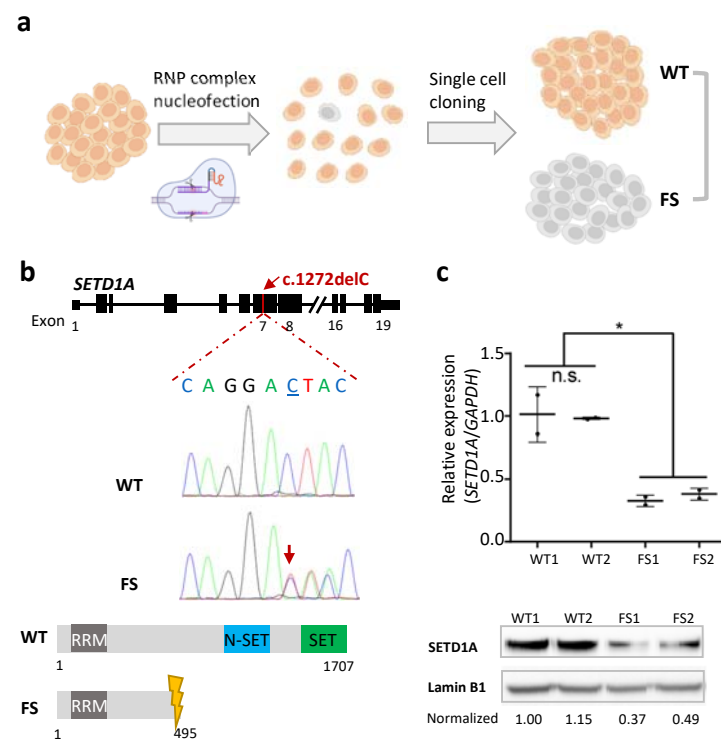 a
RNP complex
nucleofection
Single cell
cloning
WT
FS
b
SETD1A
c.1272delC
Exon
1 7 8 16 19
C A G G A C T A C
WT
FS
WT RRM N-SET SET
1 1707
FS RRM
1 495
c
Relative expression
(SETD1A/GAPDH)
1.5
1.0
0.5
0.0
*
n.s.
WT1 WT2 FS1 FS2
WT1 WT2 FS1 FS2
SETD1A
Lamin B1
Normalized 1.00 1.15 0.37 0.49